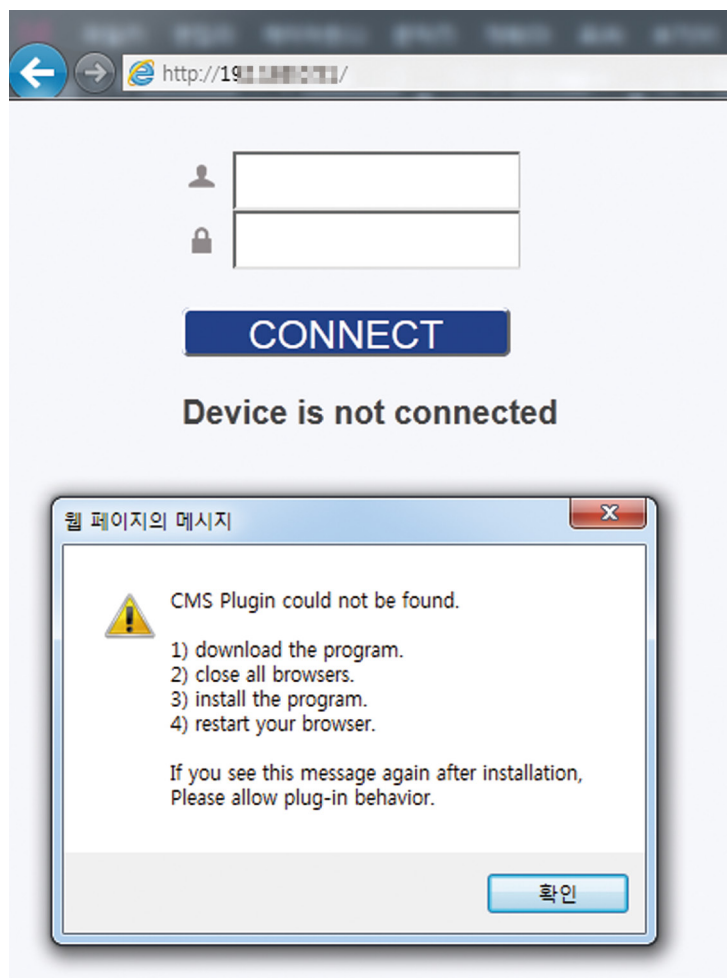 http://19
CONNECT
Device is not connected
웹 페이지의 메시지
CMS Plugin could not be found.
1) download the program.
2) close all browsers.
3) install the program.
4) restart your browser.
If you see this message again after installation,
Please allow plug-in behavior.
확인